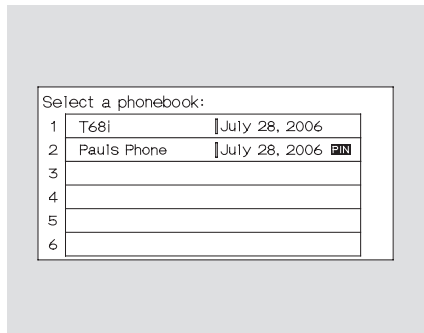 Select a phonebook:
1 T68i July 28, 2006
2 Pauls Phone July 28, 2006 PIN
3
4
5
6